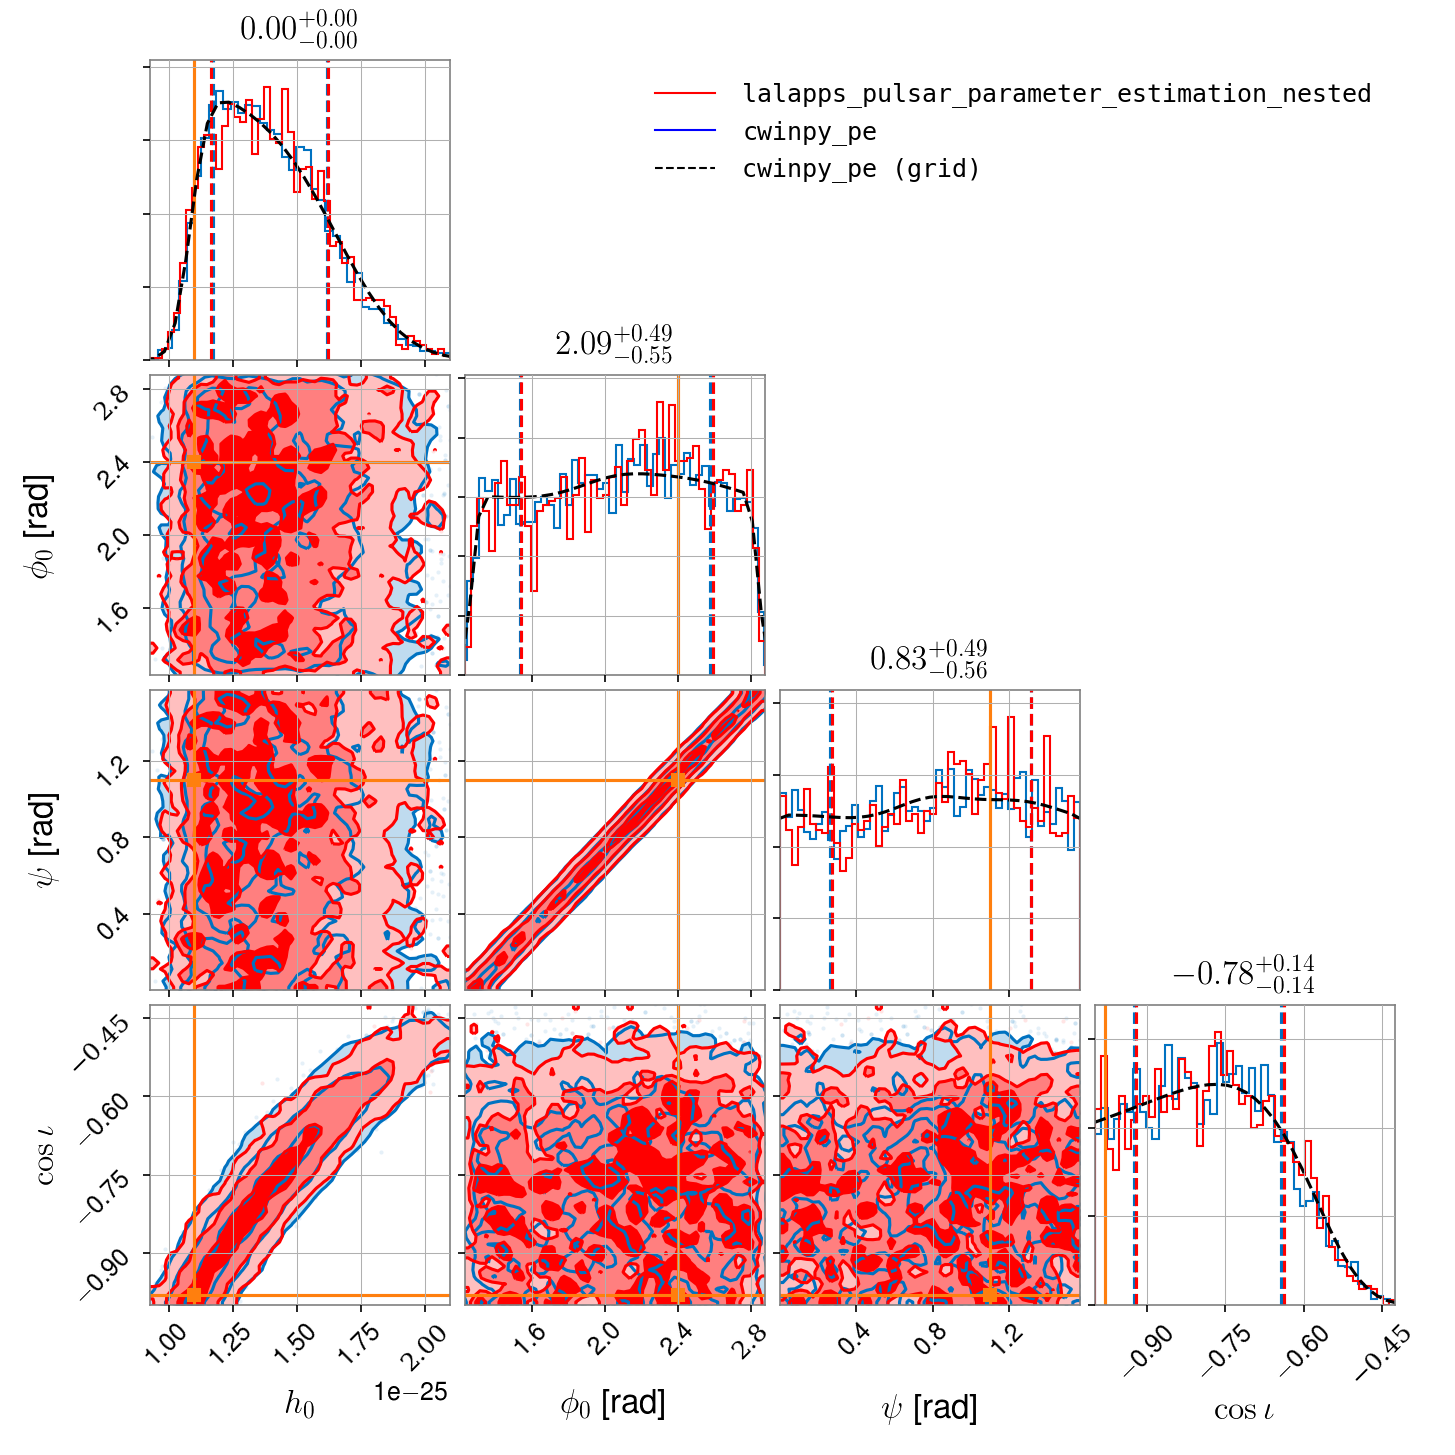 0.00+0.00−0.00
lalapps_pulsar_parameter_estimation_nested
cwinpy_pe
cwinpy_pe (grid)
2.09+0.49−0.55
2.8
2.4
2.0
1.6
ϕ0 [rad]
0.83+0.49−0.56
1.2
0.8
0.4
ψ [rad]
−0.78+0.14−0.14
−0.45
−0.60
−0.75
−0.90
cos ι
1.00 1.25 1.50 1.75 2.00
1e−25
h0
1.6 2.0 2.4 2.8
ϕ0 [rad]
0.4 0.8 1.2
ψ [rad]
−0.90 −0.75 −0.60 −0.45
cos ι